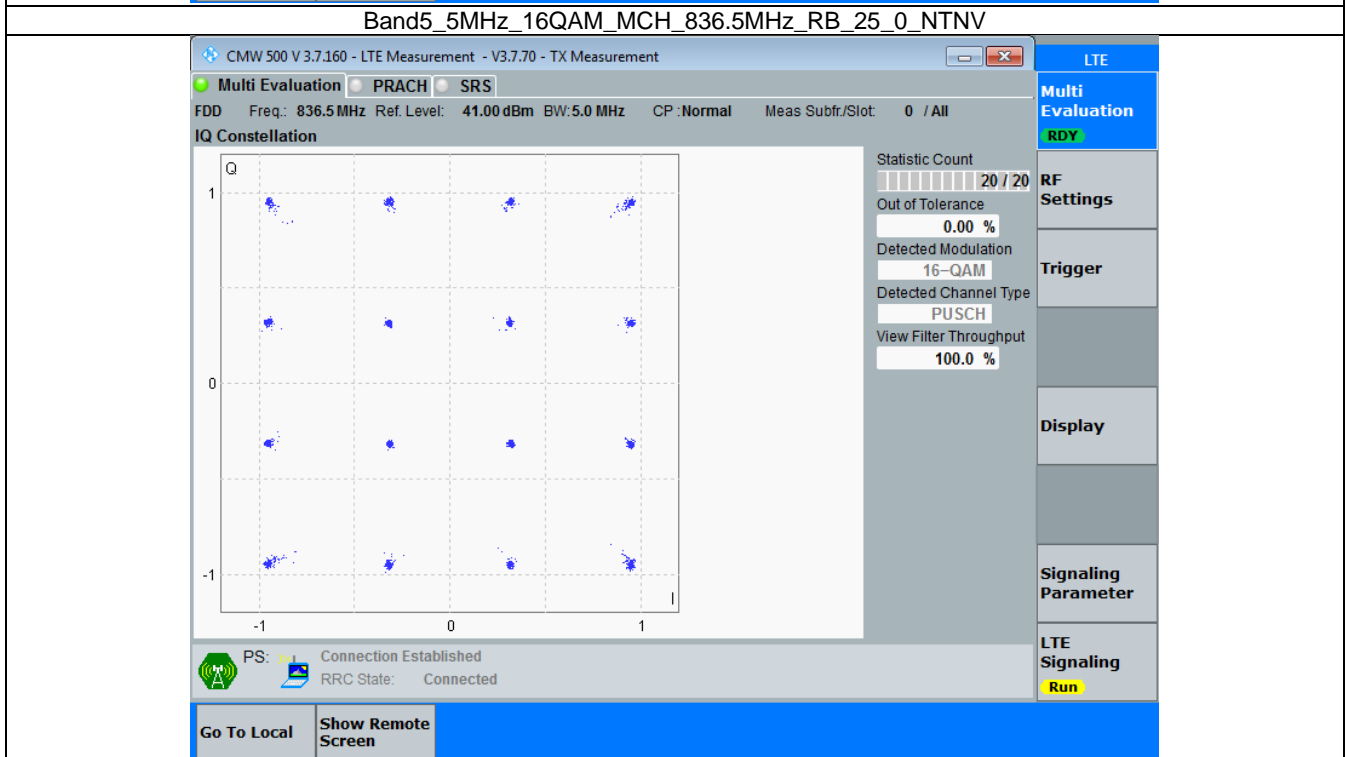 Band5_5MHz_16QAM_MCH_836.5MHz_RB_25_0_NTNV
CMW 500 V 3.7.160 - LTE Measurement - V3.7.70 - TX Measurement
LTE
Multi Evaluation PRACH SRS
Multi
Evaluation
RDY
FDD Freq.: 836.5 MHz Ref. Level: 41.00 dBm BW: 5.0 MHz CP : Normal Meas Subfr./Slot: 0 / All
IQ Constellation
Q
1
0
-1
I
-1 0 1
Statistic Count
20 / 20
Out of Tolerance
0.00 %
Detected Modulation
16-QAM
Detected Channel Type
PUSCH
View Filter Throughput
100.0 %
RF
Settings
Trigger
Display
Signaling
Parameter
LTE
Signaling
Run
PS: Connection Established
RRC State: Connected
Go To Local
Show Remote
Screen